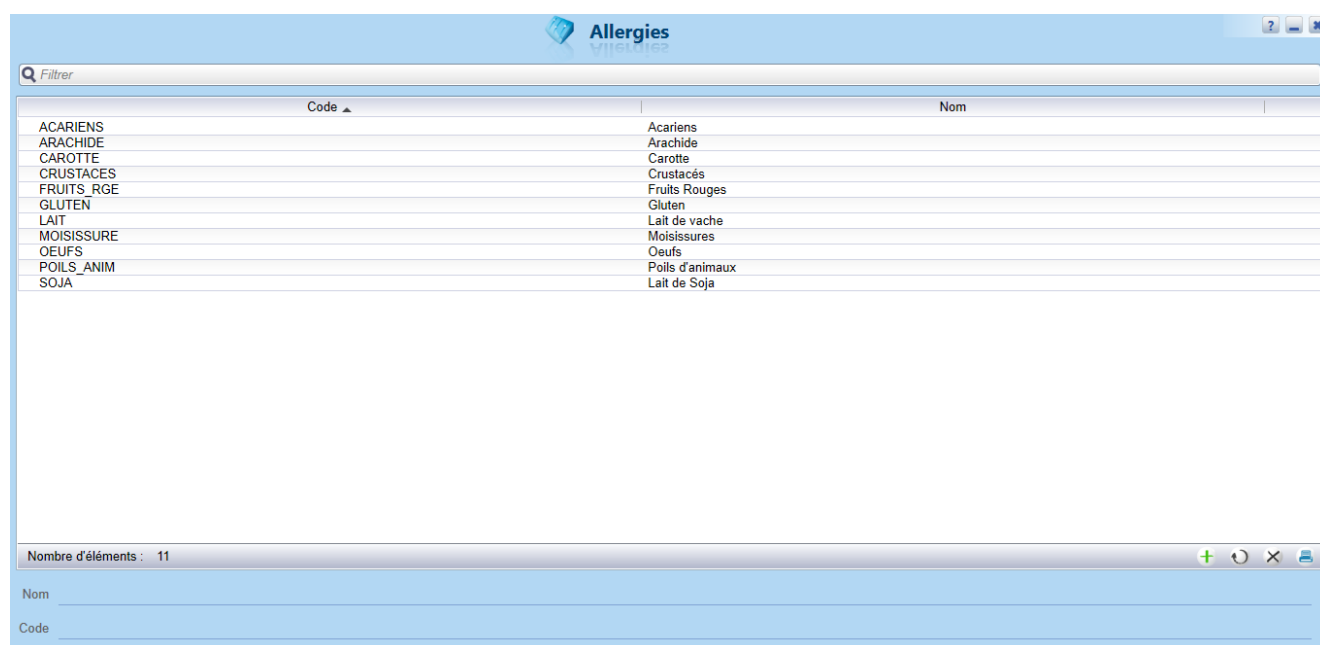 Allergies
?
Filtrer
Code Nom
ACARIENS Acariens
ARACHIDE Arachide
CAROTTE Carotte
CRUSTACES Crustacés
FRUITS_RGE Fruits Rouges
GLUTEN Gluten
LAIT Lait de vache
MOISISSURE Moisissures
OEUFS Oeufs
POILS_ANIM Poils d'animaux
SOJA Lait de Soja
Nombre d'éléments : 11
Nom
Code